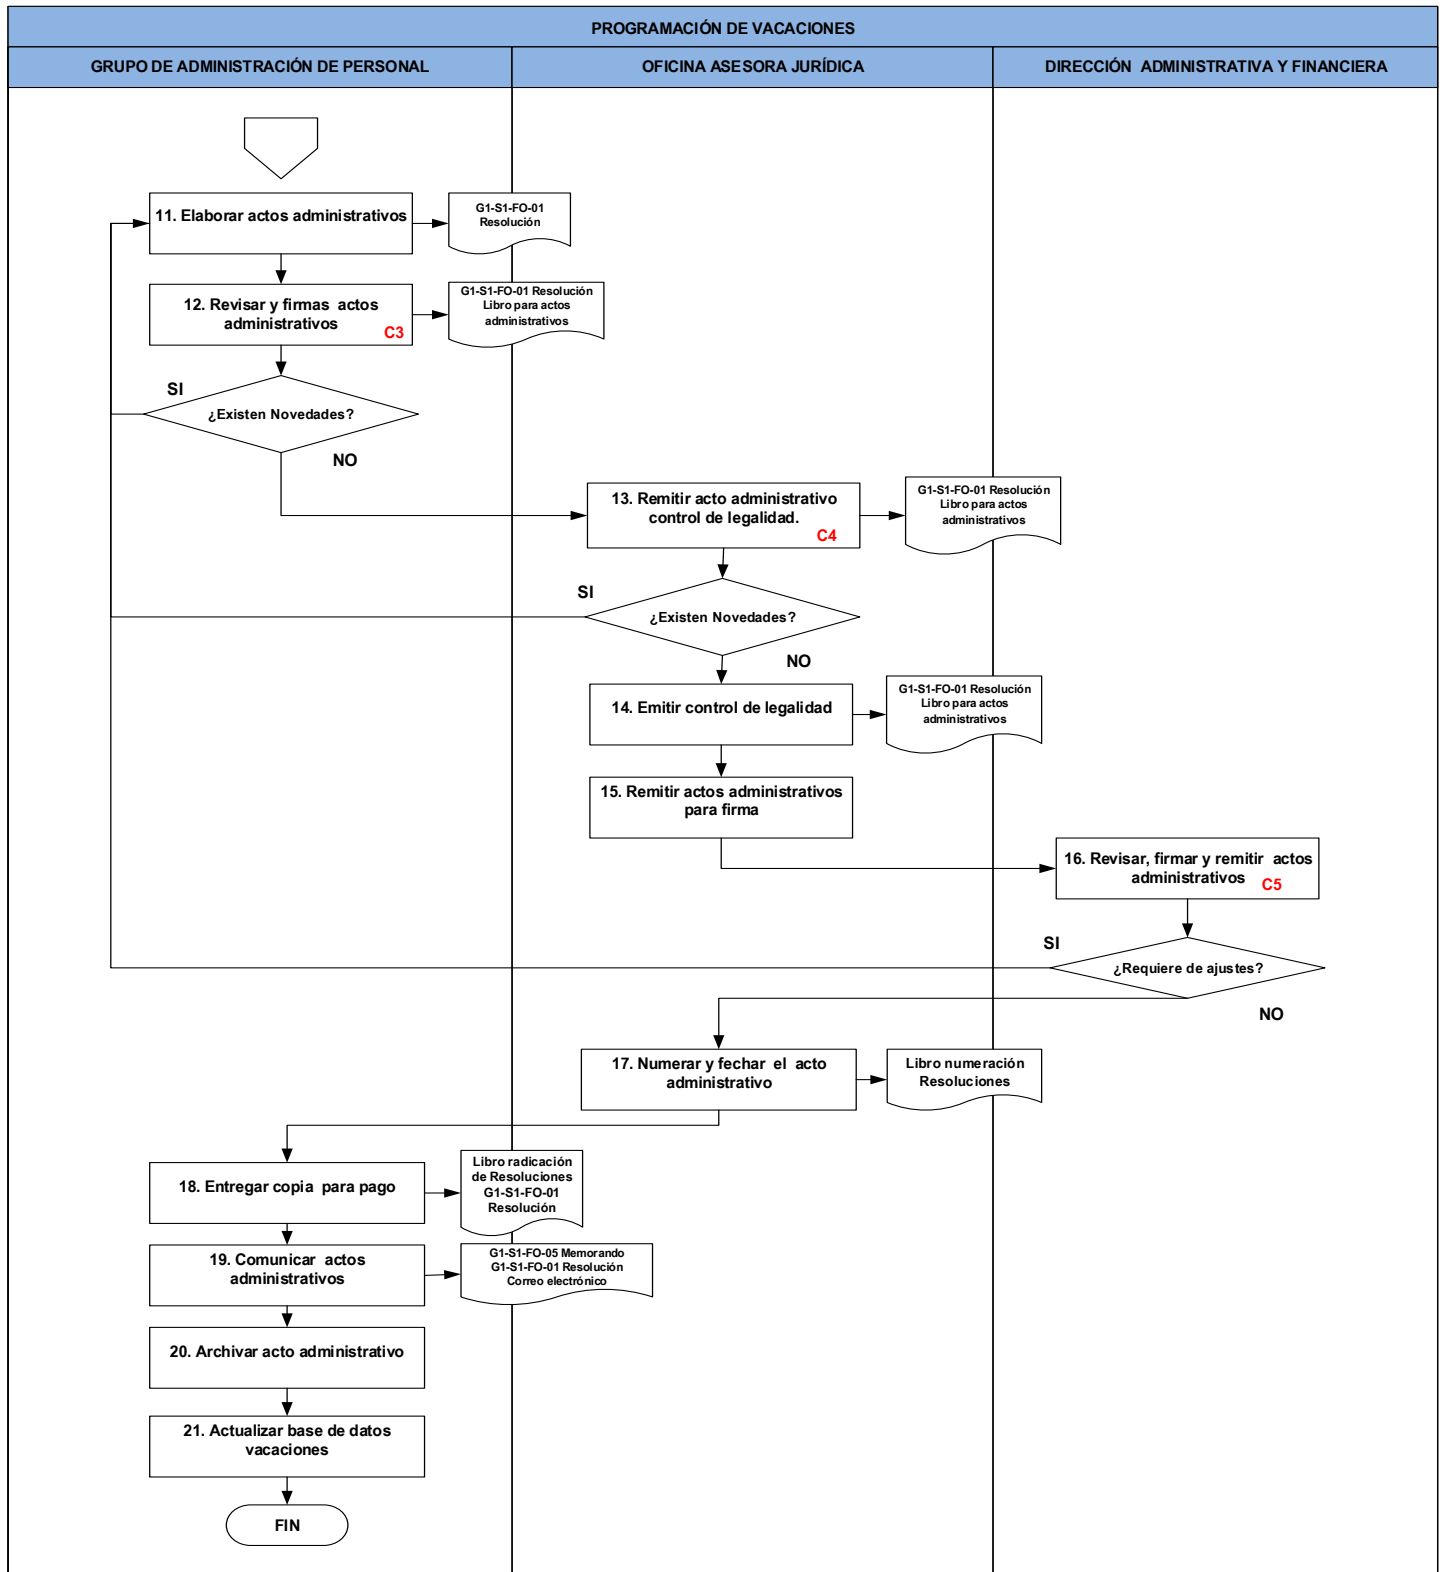 PROGRAMACIÓN DE VACACIONES
GRUPO DE ADMINISTRACIÓN DE PERSONAL
OFICINA ASESORA JURÍDICA
DIRECCIÓN ADMINISTRATIVA Y FINANCIERA
11. Elaborar actos administrativos
G1-S1-FO-01
Resolución
12. Revisar y firmas actos
administrativos
C3
G1-S1-FO-01 Resolución
Libro para actos
administrativos
SI
¿Existen Novedades?
NO
13. Remitir acto administrativo
control de legalidad.
C4
G1-S1-FO-01 Resolución
Libro para actos
administrativos
SI
¿Existen Novedades?
NO
14. Emitir control de legalidad
G1-S1-FO-01 Resolución
Libro para actos
administrativos
15. Remitir actos administrativos
para firma
16. Revisar, firmar y remitir actos
administrativos
C5
SI
¿Requiere de ajustes?
NO
17. Numerar y fechar el acto
administrativo
Libro numeración
Resoluciones
18. Entregar copia para pago
Libro radicación
de Resoluciones
G1-S1-FO-01
Resolución
19. Comunicar actos
administrativos
G1-S1-FO-05 Memorando
G1-S1-FO-01 Resolución
Correo electrónico
20. Archivar acto administrativo
21. Actualizar base de datos
vacaciones
FIN